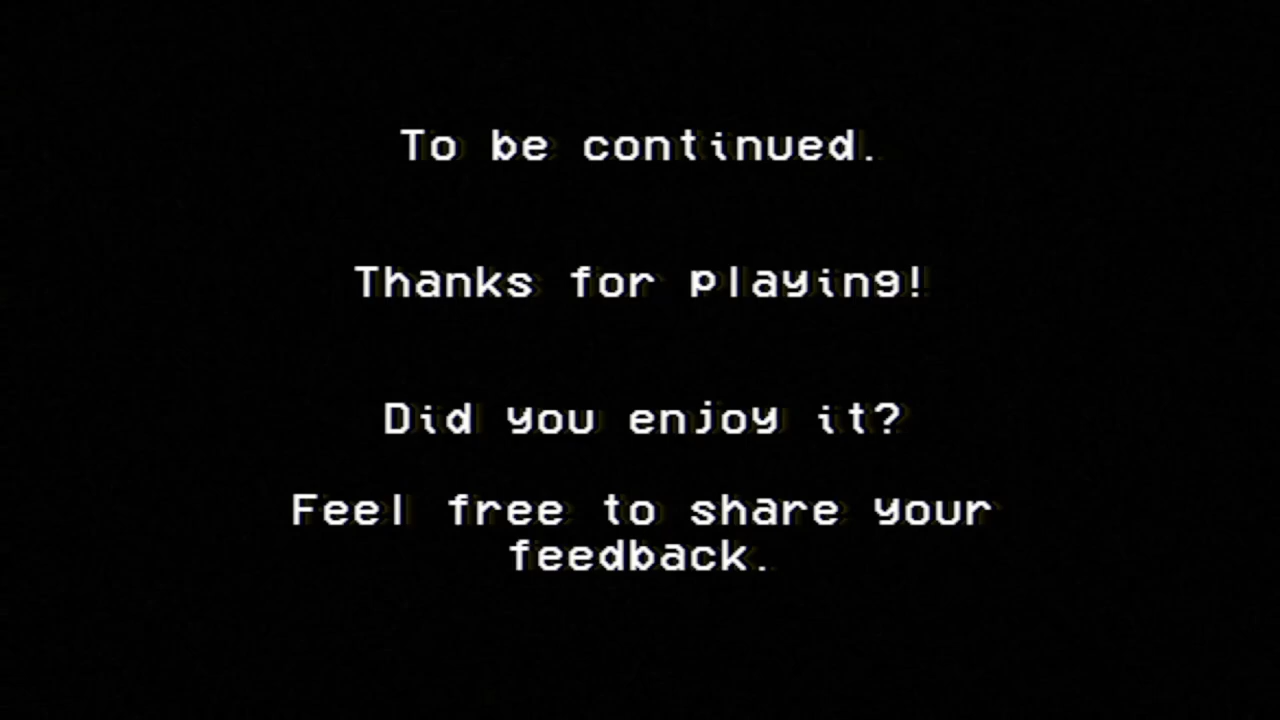 To be continued.
Thanks for playing!
Did you enjoy it?
Feel free to share your
feedback.